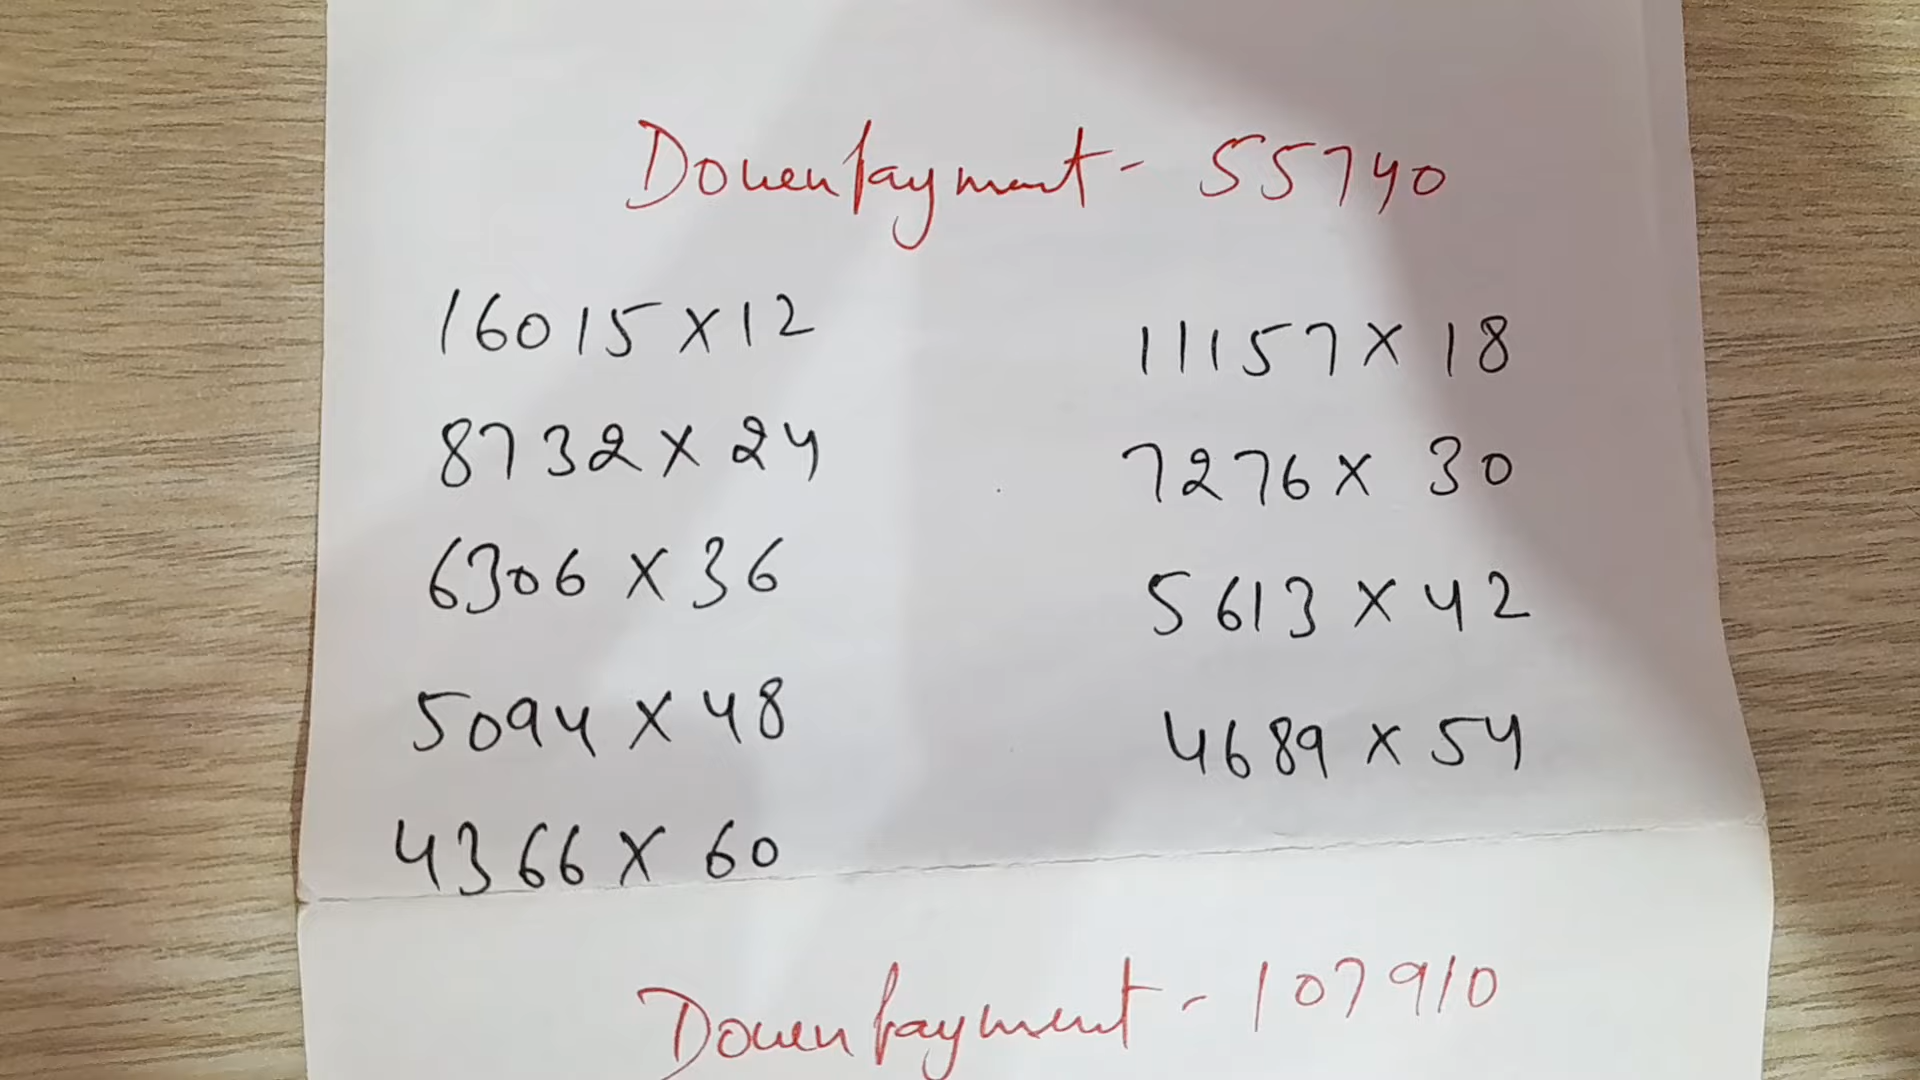 Downpayment - 55740
16015 X 12
11157 X 18
8732 X 24
7276 X 30
6306 X 36
5613 X 42
5094 X 48
4689 X 54
4366 X 60
Downpayment - 107910